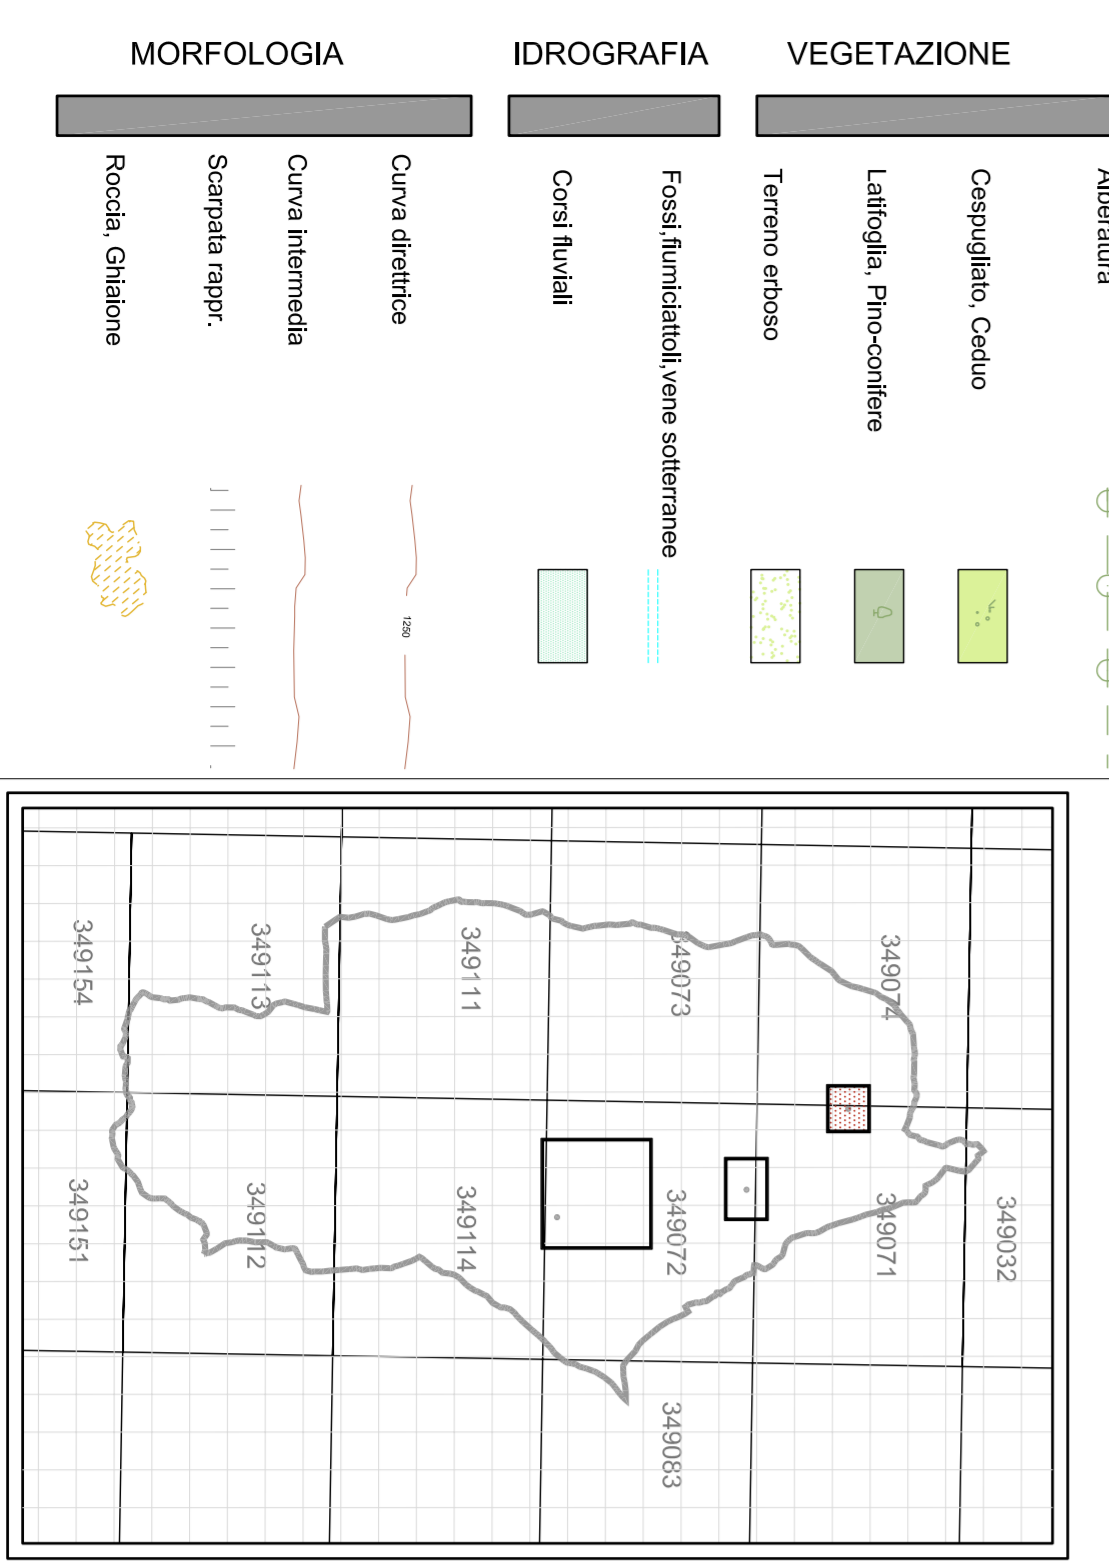 MORFOLOGIA
IDROGRAFIA
VEGETAZIONE
Alberatura
Cespugliato, Ceduo
Latifoglia, Pino-conifere
Terreno erboso
Fossi,fiumiciattoli,vene sotterranee
Corsi fluviali
Curva direttrice
1250
Curva intermedia
Scarpata rappr.
Roccia, Ghiaione
349032
349074
349071
349073
349072
349083
349111
349114
349113
349112
349154
349151